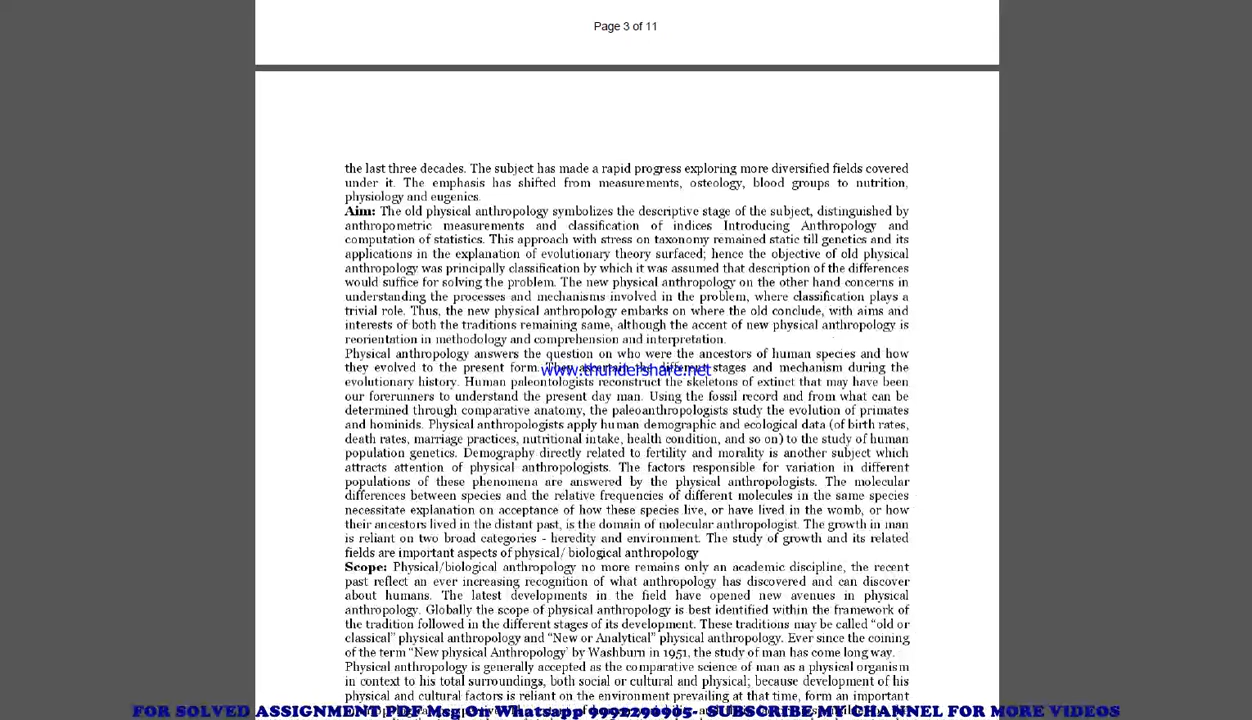 Page 3 of 11
the last three decades. The subject has made a rapid progress exploring more diversified fields covered
under it. The emphasis has shifted from measurements, osteology, blood groups to nutrition,
physiology and eugenics.
Aim: The old physical anthropology symbolizes the descriptive stage of the subject, distinguished by
anthropometric measurements and classification of indices Introducing Anthropology and
computation of statistics. This approach with stress on taxonomy remained static till genetics and its
applications in the explanation of evolutionary theory surfaced; hence the objective of old physical
anthropology was principally classification by which it was assumed that description of the differences
would suffice for solving the problem. The new physical anthropology on the other hand concerns in
understanding the processes and mechanisms involved in the problem, where classification plays a
trivial role. Thus, the new physical anthropology embarks on where the old conclude, with aims and
interests of both the traditions remaining same, although the accent of new physical anthropology is
reorientation in methodology and comprehension and interpretation.
Physical anthropology answers the question on who were the ancestors of human species and how
they evolved to the present form. They the different stages and mechanism during the
www.thundershare.net
evolutionary history. Human paleontologists reconstruct the skeletons of extinct that may have been
our forerunners to understand the present day man. Using the fossil record and from what can be
determined through comparative anatomy, the paleoanthropologists study the evolution of primates
and hominids. Physical anthropologists apply human demographic and ecological data (of birth rates,
death rates, marriage practices, nutritional intake, health condition, and so on) to the study of human
population genetics. Demography directly related to fertility and morality is another subject which
attracts attention of physical anthropologists. The factors responsible for variation in different
populations of these phenomena are answered by the physical anthropologists. The molecular
differences between species and the relative frequencies of different molecules in the same species
necessitate explanation on acceptance of how these species live, or have lived in the womb, or how
their ancestors lived in the distant past, is the domain of molecular anthropologist. The growth in man
is reliant on two broad categories - heredity and environment. The study of growth and its related
fields are important aspects of physical/ biological anthropology
Scope: Physical/biological anthropology no more remains only an academic discipline, the recent
past reflect an ever increasing recognition of what anthropology has discovered and can discover
about humans. The latest developments in the field have opened new avenues in physical
anthropology. Globally the scope of physical anthropology is best identified within the framework of
the tradition followed in the different stages of its development. These traditions may be called “old or
classical” physical anthropology and “New or Analytical” physical anthropology. Ever since the coming
of the term “New physical Anthropology’ by Washburn in 1951, the study of man has come long way.
Physical anthropology is generally accepted as the comparative science of man as a physical organism
in context to his total surroundings, both social or cultural and physical; because development of his
physical and cultural factors is reliant on the environment prevailing at that time, form an important
FOR SOLVED ASSIGNMENT PDF Msg On Whatsapp 9992290905- SUBSCRIBE MY CHANNEL FOR MORE VIDEOS